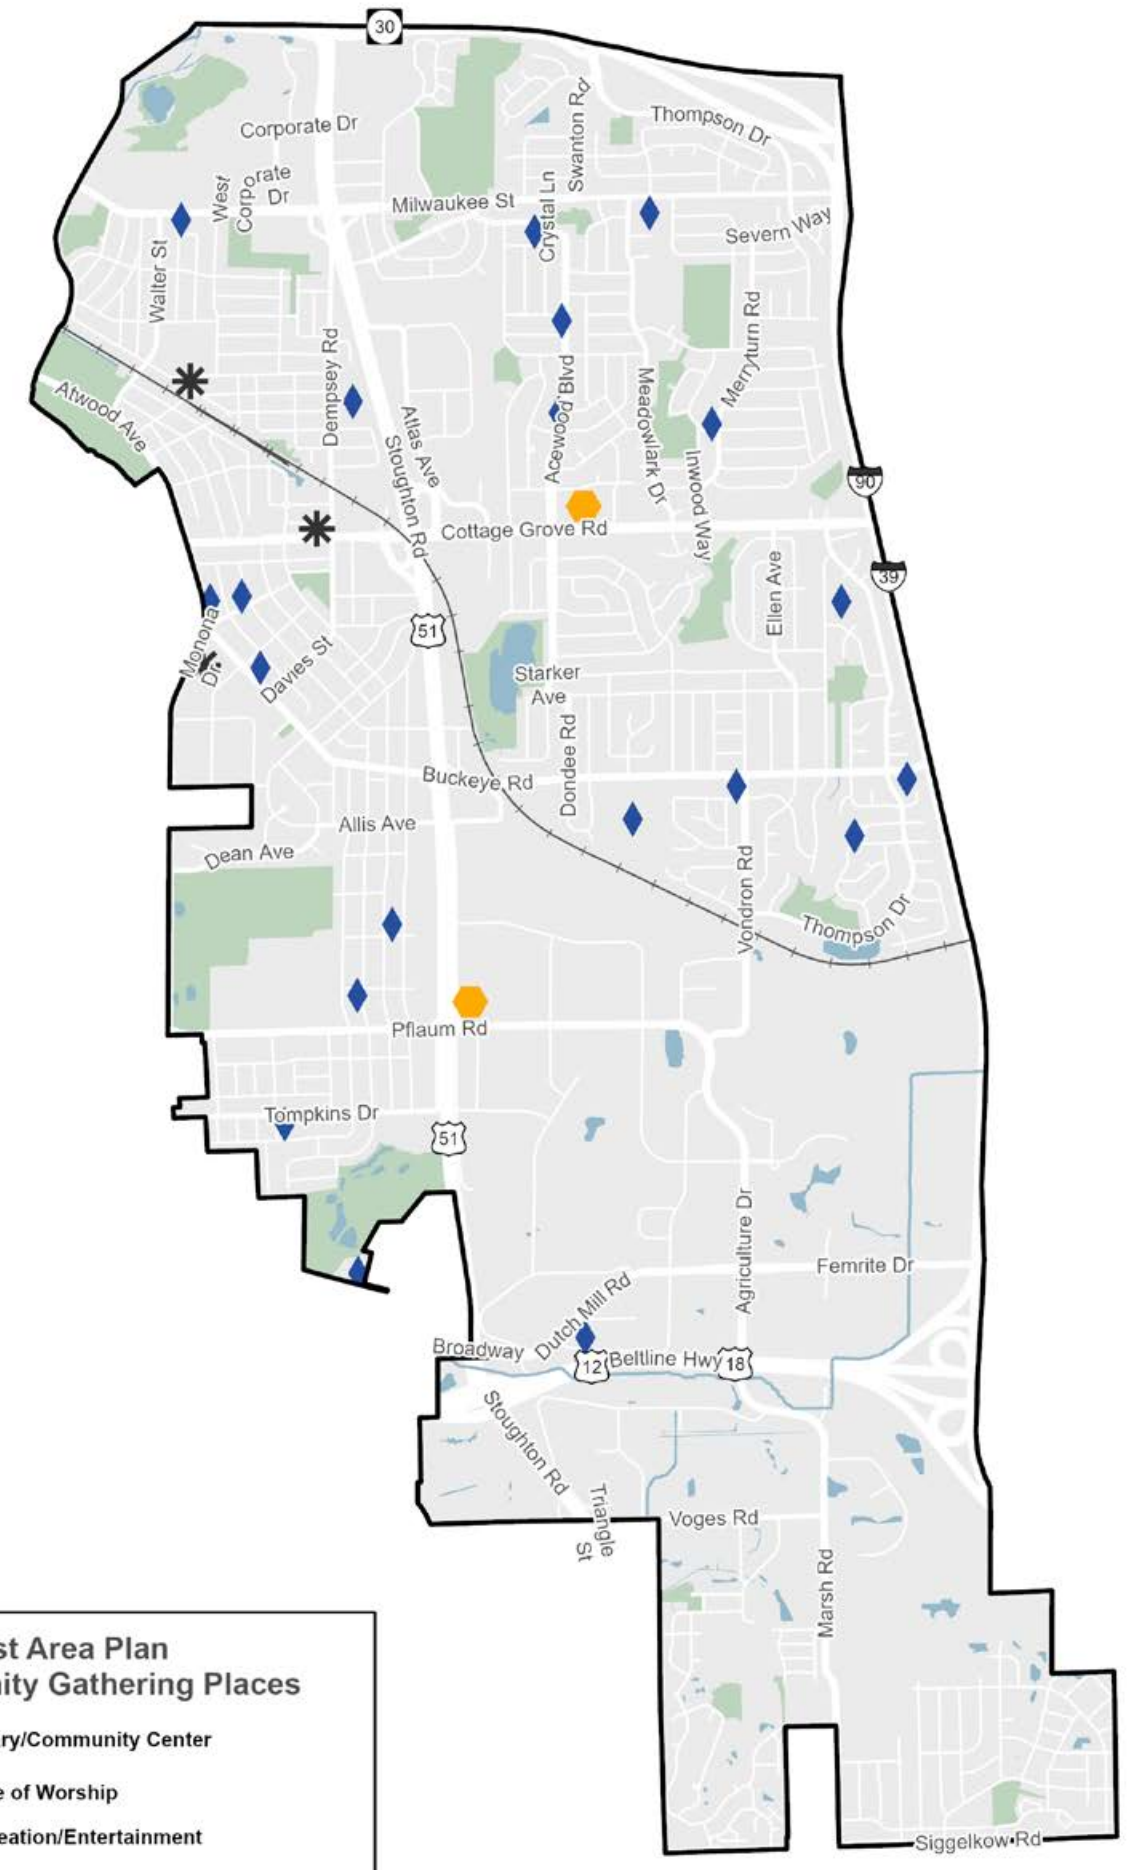 30
Corporate Dr
Thompson Dr
Swanton Rd
West
Corporate
Dr
Milwaukee St
Crystal Ln
Severn Way
Walter St
Merryturn Rd
Dempsey Rd
Atwood Ave
Atlas Ave
Stoughton Rd
Acewood Blvd
Meadowlark Dr
Inwood Way
90
Cottage Grove Rd
39
Ellen Ave
51
Monona
Dr
Davies St
Starker
Ave
Dondee Rd
Buckeye Rd
Allis Ave
Dean Ave
Vondron Rd
Thompson Dr
Pflaum Rd
Tompkins Dr
51
Agriculture Dr
Femrite Dr
Dutch Mill Rd
Broadway
12
Beltline Hwy
18
Stoughton Rd
Triangle
St
Voges Rd
Marsh Rd
Siggelkow Rd
st Area Plan
ity Gathering Places
ry/Community Center
e of Worship
eation/Entertainment